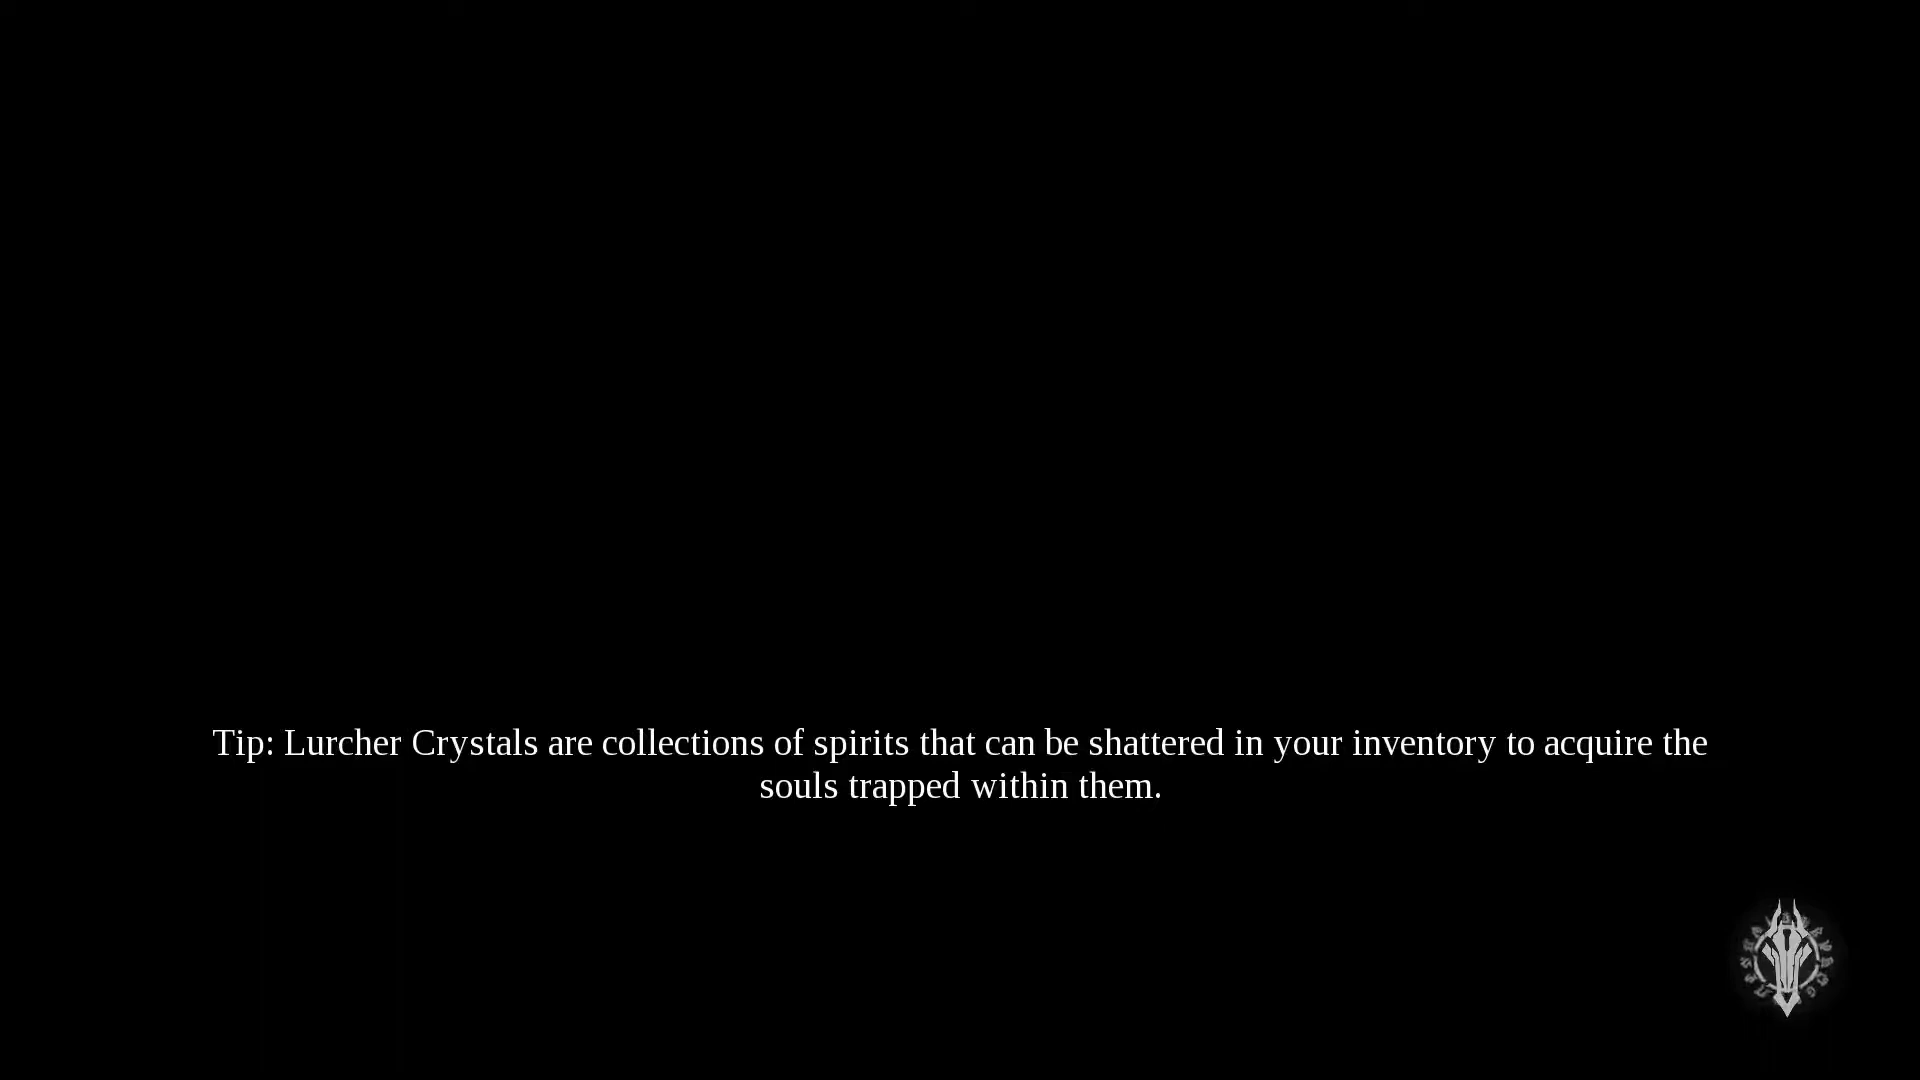 Tip: Lurcher Crystals are collections of spirits that can be shattered in your inventory to acquire the
souls trapped within them.